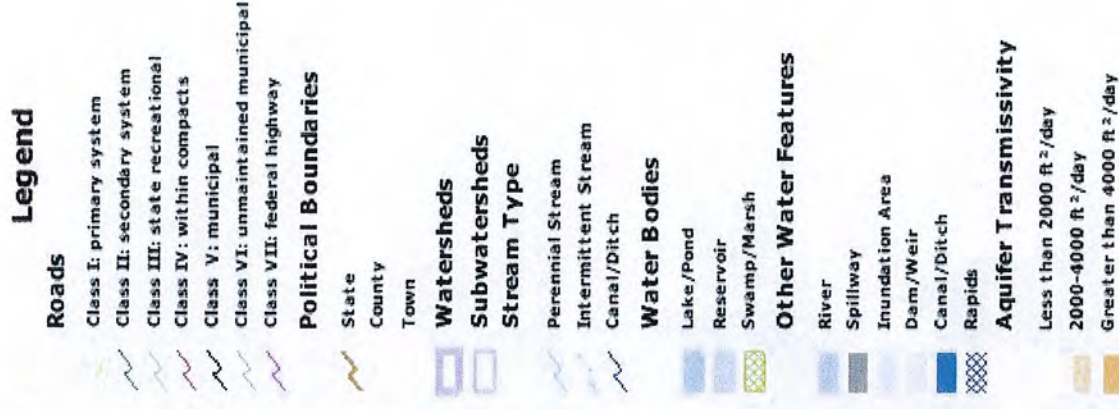 Legend
Roads
Class I: primary system
Class II: secondary system
Class III: state recreational
Class IV: within compacts
Class V: municipal
Class VI: unmaintained municipal
Class VII: federal highway
Political Boundaries
State
County
Town
Watersheds
Subwatersheds
Stream Type
Perennial Stream
Intermittent Stream
Canal/Ditch
Water Bodies
Lake/Pond
Reservoir
Swamp/Marsh
Other Water Features
River
Spillway
Inundation Area
Dam/Weir
Canal/Ditch
Rapids
Aquifer Transmissivity
Less than 2000 ft²/day
2000-4000 ft²/day
Greater than 4000 ft²/day